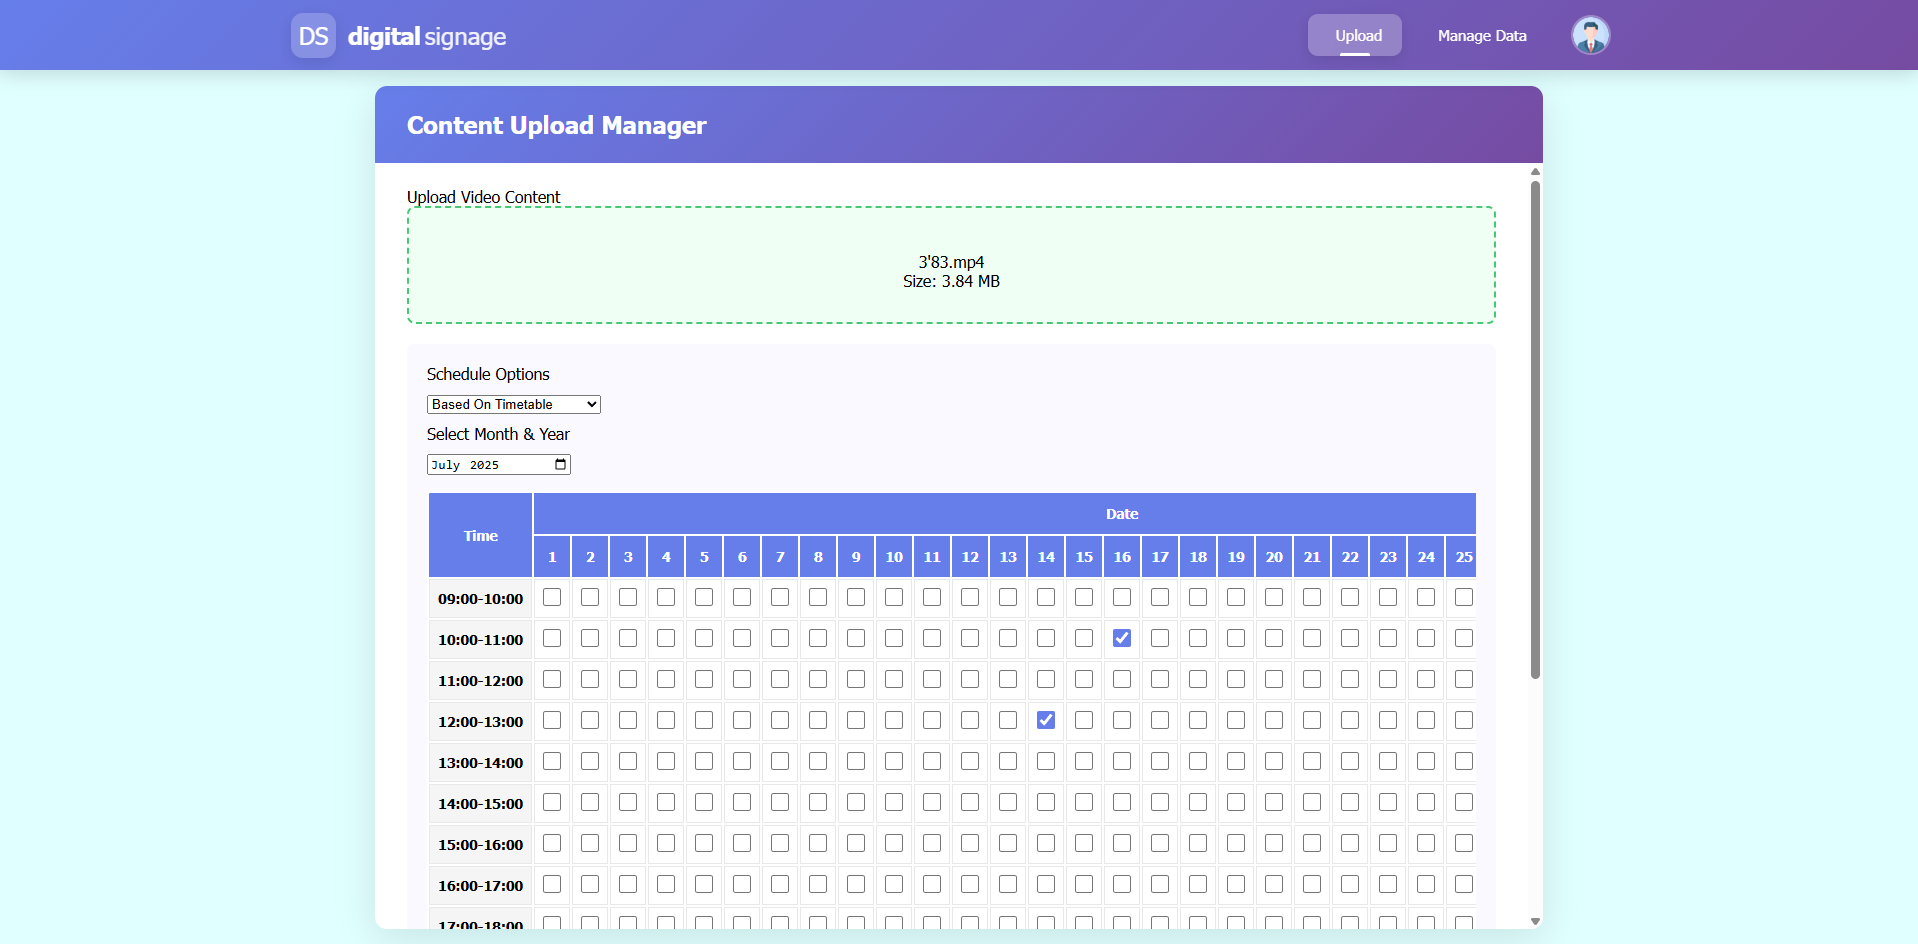 DS digital signage Upload Manage Data
Content Upload Manager
Upload Video Content
3'83.mp4
Size: 3.84 MB
Schedule Options
Based On Timetable
Select Month & Year
July 2025
Time Date
1 2 3 4 5 6 7 8 9 10 11 12 13 14 15 16 17 18 19 20 21 22 23 24 25
09:00-10:00
10:00-11:00
11:00-12:00
12:00-13:00
13:00-14:00
14:00-15:00
15:00-16:00
16:00-17:00
17:00-18:00